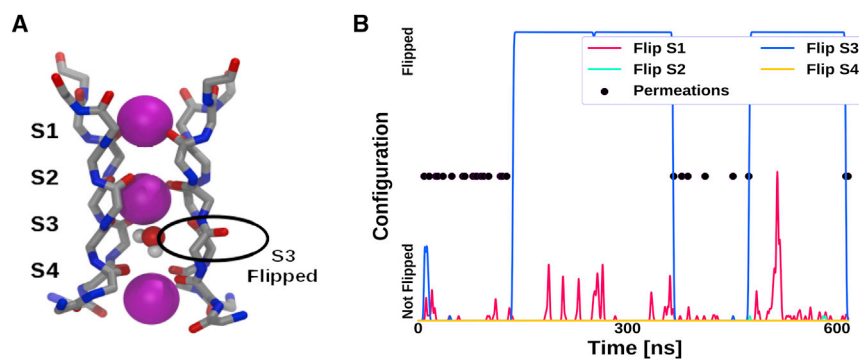 A
S1
S2
S3
S4
S3
Flipped
B
Flipped
Configuration
Not Flipped
Flip S1
Flip S3
Flip S2
Flip S4
Permeations
0
300
600
Time [ns]